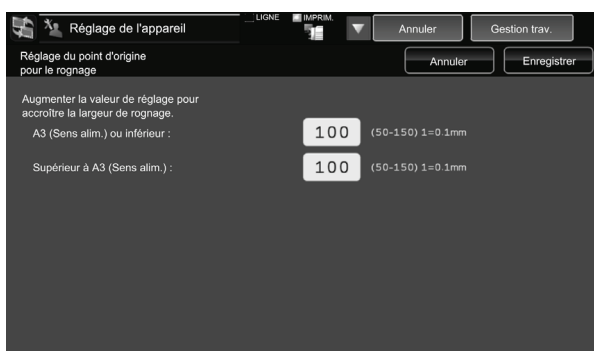 Réglage de l'appareil
LIGNE
IMPRIM.
Annuler
Gestion trav.
Réglage du point d'origine
pour le rognage
Annuler
Enregistrer
Augmenter la valeur de réglage pour
accroître la largeur de rognage.
A3 (Sens alim.) ou inférieur :
100
(50-150) 1=0.1mm
Supérieur à A3 (Sens alim.) :
100
(50-150) 1=0.1mm